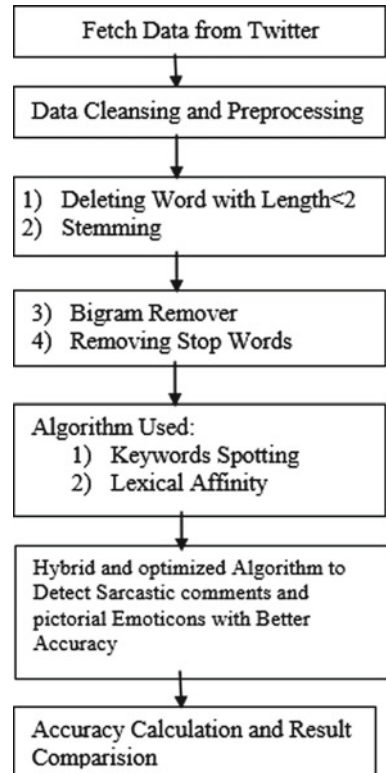 Fetch Data from Twitter
Data Cleansing and Preprocessing
1) Deleting Word with Length<2
2) Stemming
3) Bigram Remover
4) Removing Stop Words
Algorithm Used:
1) Keywords Spotting
2) Lexical Affinity
Hybrid and optimized Algorithm to
Detect Sarcastic comments and
pictorial Emoticons with Better
Accuracy
Accuracy Calculation and Result
Comparision